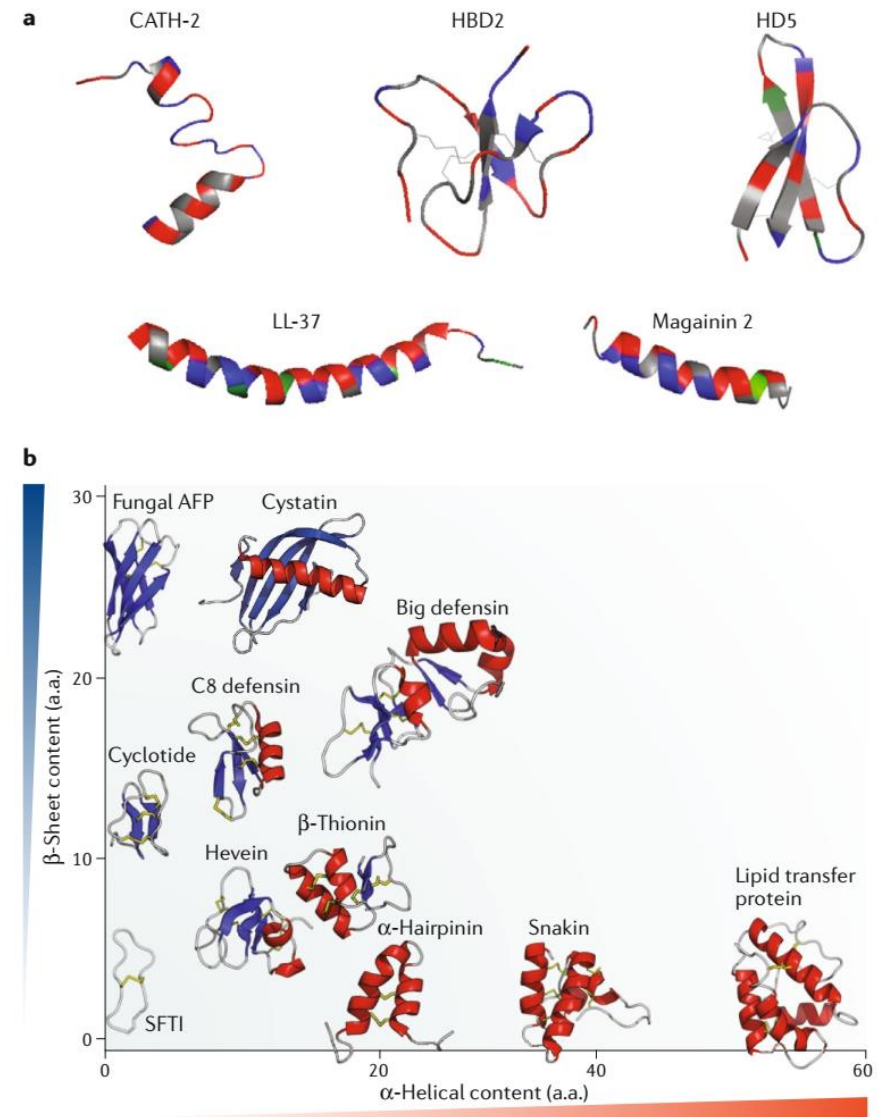 a
CATH-2
HBD2
HD5
LL-37
Magainin 2
b
30
Fungal AFP
Cystatin
Big defensin
20
C8 defensin
Cyclotide
β-Thionin
10
Hevein
Lipid transfer
protein
α-Hairpinin
Snakin
SFTI
0
β-Sheet content (a.a.)
0
20
40
60
α-Helical content (a.a.)